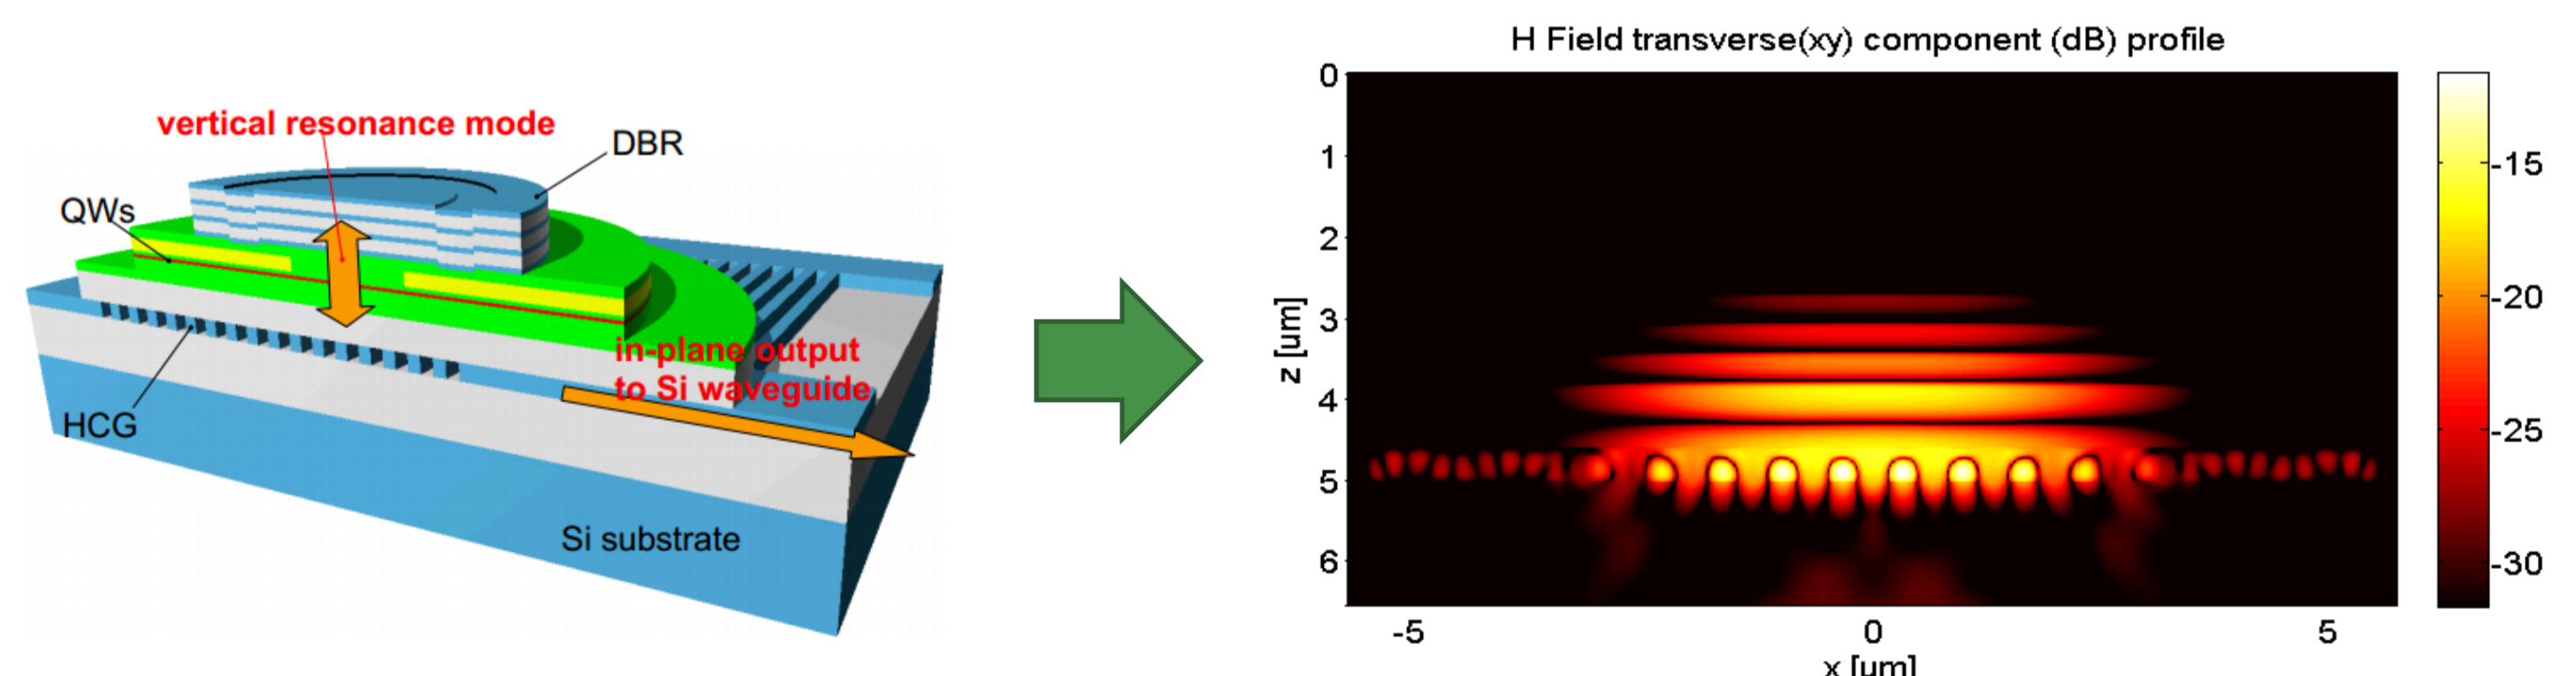 vertical resonance mode
DBR
QWs
in-plane output
to Si waveguide
HCG
Si substrate
H Field transverse(xy) component (dB) profile
0
1
2
3
4
5
6
z [um]
-5
0
5
x [um]
-15
-20
-25
-30